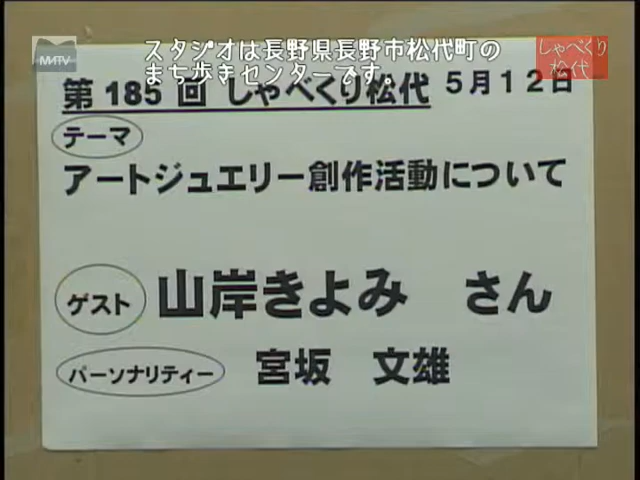 MATV
スタジオは長野県長野市松代町の
まち歩きセンターです。
しゃべくり
松代
第185回 しゃべくり松代 5月12日
テーマ
アートジュエリー創作活動について
ゲスト 山岸きよみ さん
パーソナリティー 宮坂 文雄